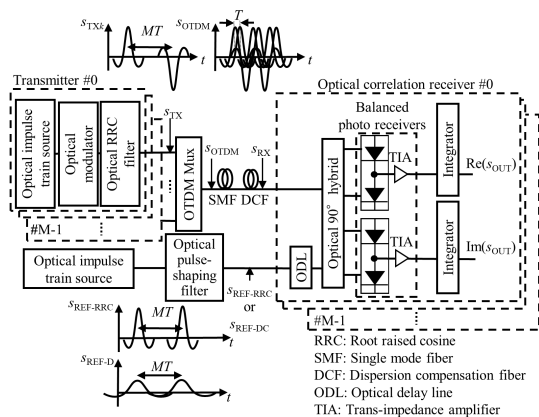 s_TXk MT t
s_OTDM T t
Transmitter #0
Optical impulse train source
Optical modulator
Optical RRC filter
#M-1
s_TX
OTDM Mux
s_OTDM
s_RX
SMF DCF
Optical correlation receiver #0
Balanced photo receivers
Optical 90° hybrid
TIA
Integrator
Re(s_OUT)
TIA
Integrator
Im(s_OUT)
ODL
#M-1
Optical impulse train source
Optical pulse-shaping filter
s_REF-RRC
or
s_REF-DC
s_REF-RRC MT t
s_REF-D MT t
RRC: Root raised cosine
SMF: Single mode fiber
DCF: Dispersion compensation fiber
ODL: Optical delay line
TIA: Trans-impedance amplifier